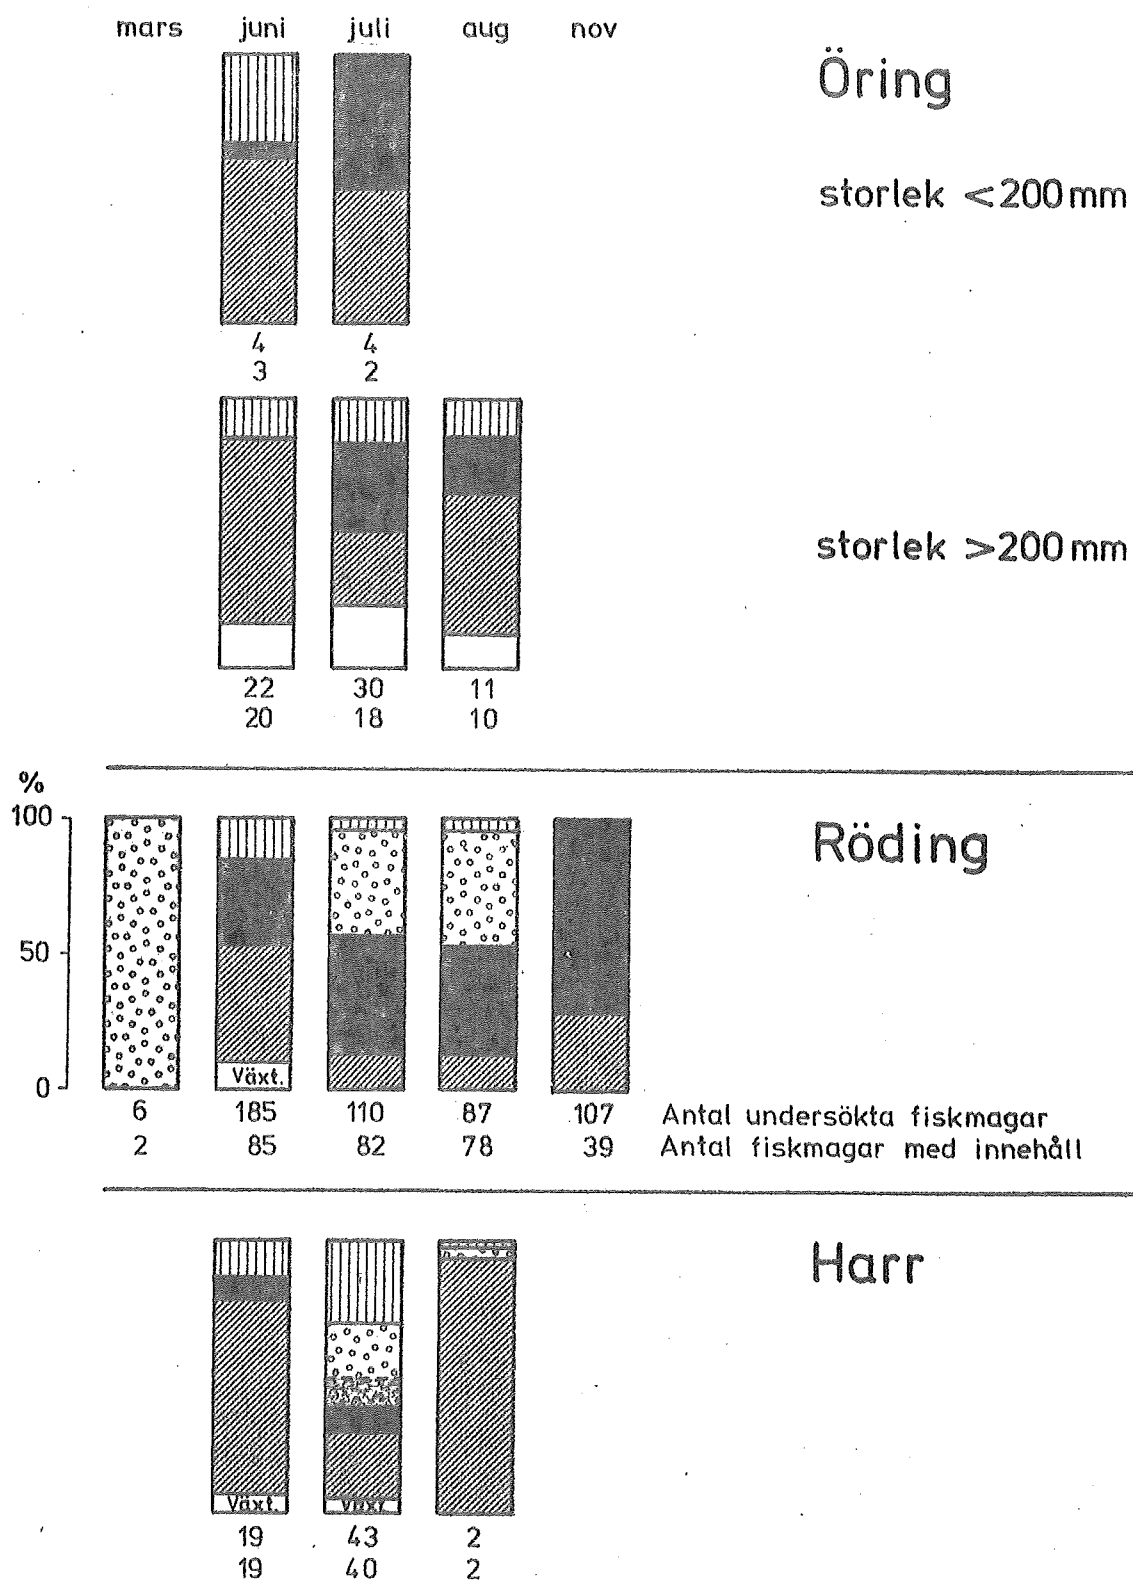 mars juni juli aug nov
Öring
storlek <200mm
4 4
3 2
storlek >200mm
22 30 11
20 18 10
%
100
Röding
50
0
Växt.
6 185 110 87 107 Antal undersökta fiskmagar
2 85 82 78 39 Antal fiskmagar med innehåll
Harr
Växt. Växt
19 43 2
19 40 2